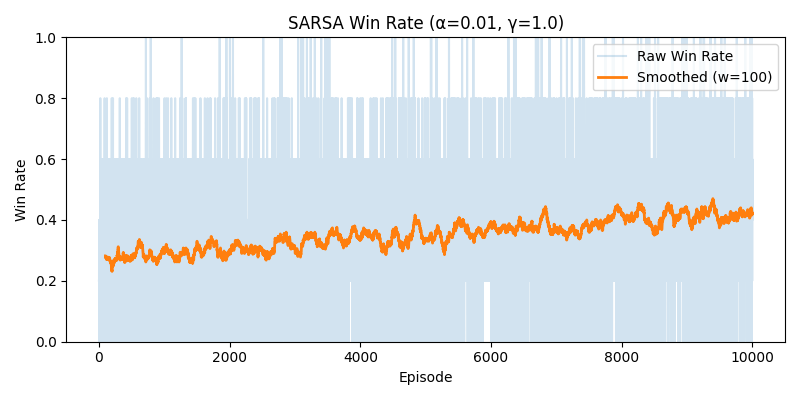 SARSA Win Rate (α=0.01, γ=1.0)
1.0
0.8
0.6
0.4
0.2
0.0
Win Rate
Raw Win Rate
Smoothed (w=100)
0
2000
4000
6000
8000
10000
Episode